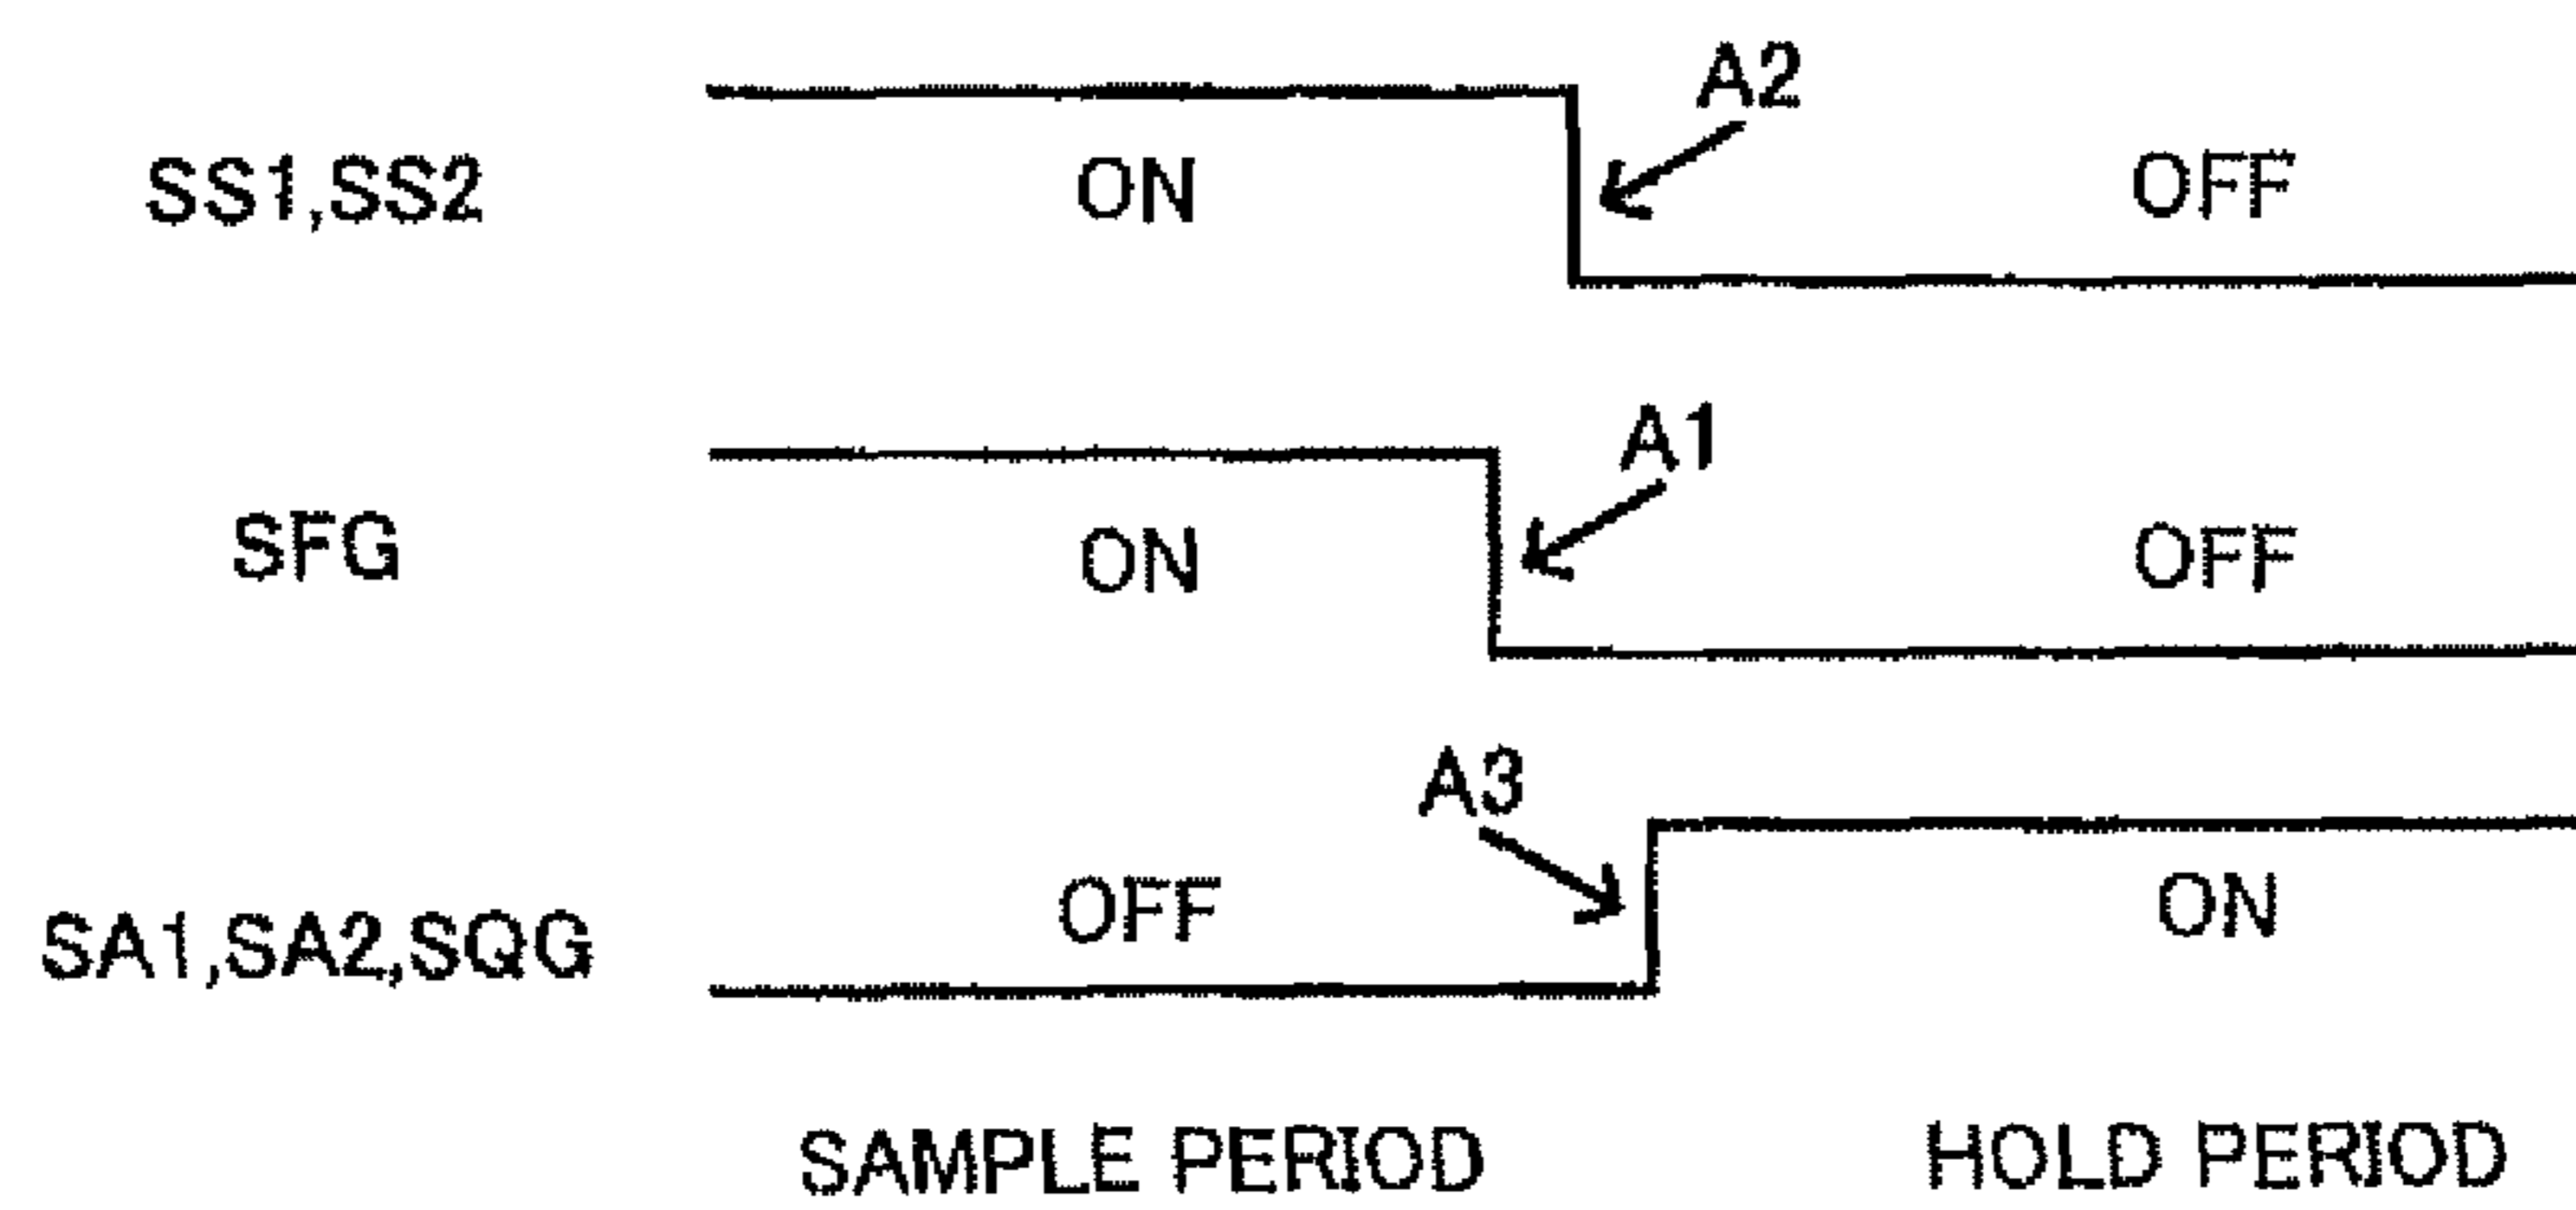 A2
SS1,SS2 ON OFF
A1
SFG ON OFF
A3
SA1,SA2,SQG OFF ON
SAMPLE PERIOD HOLD PERIOD